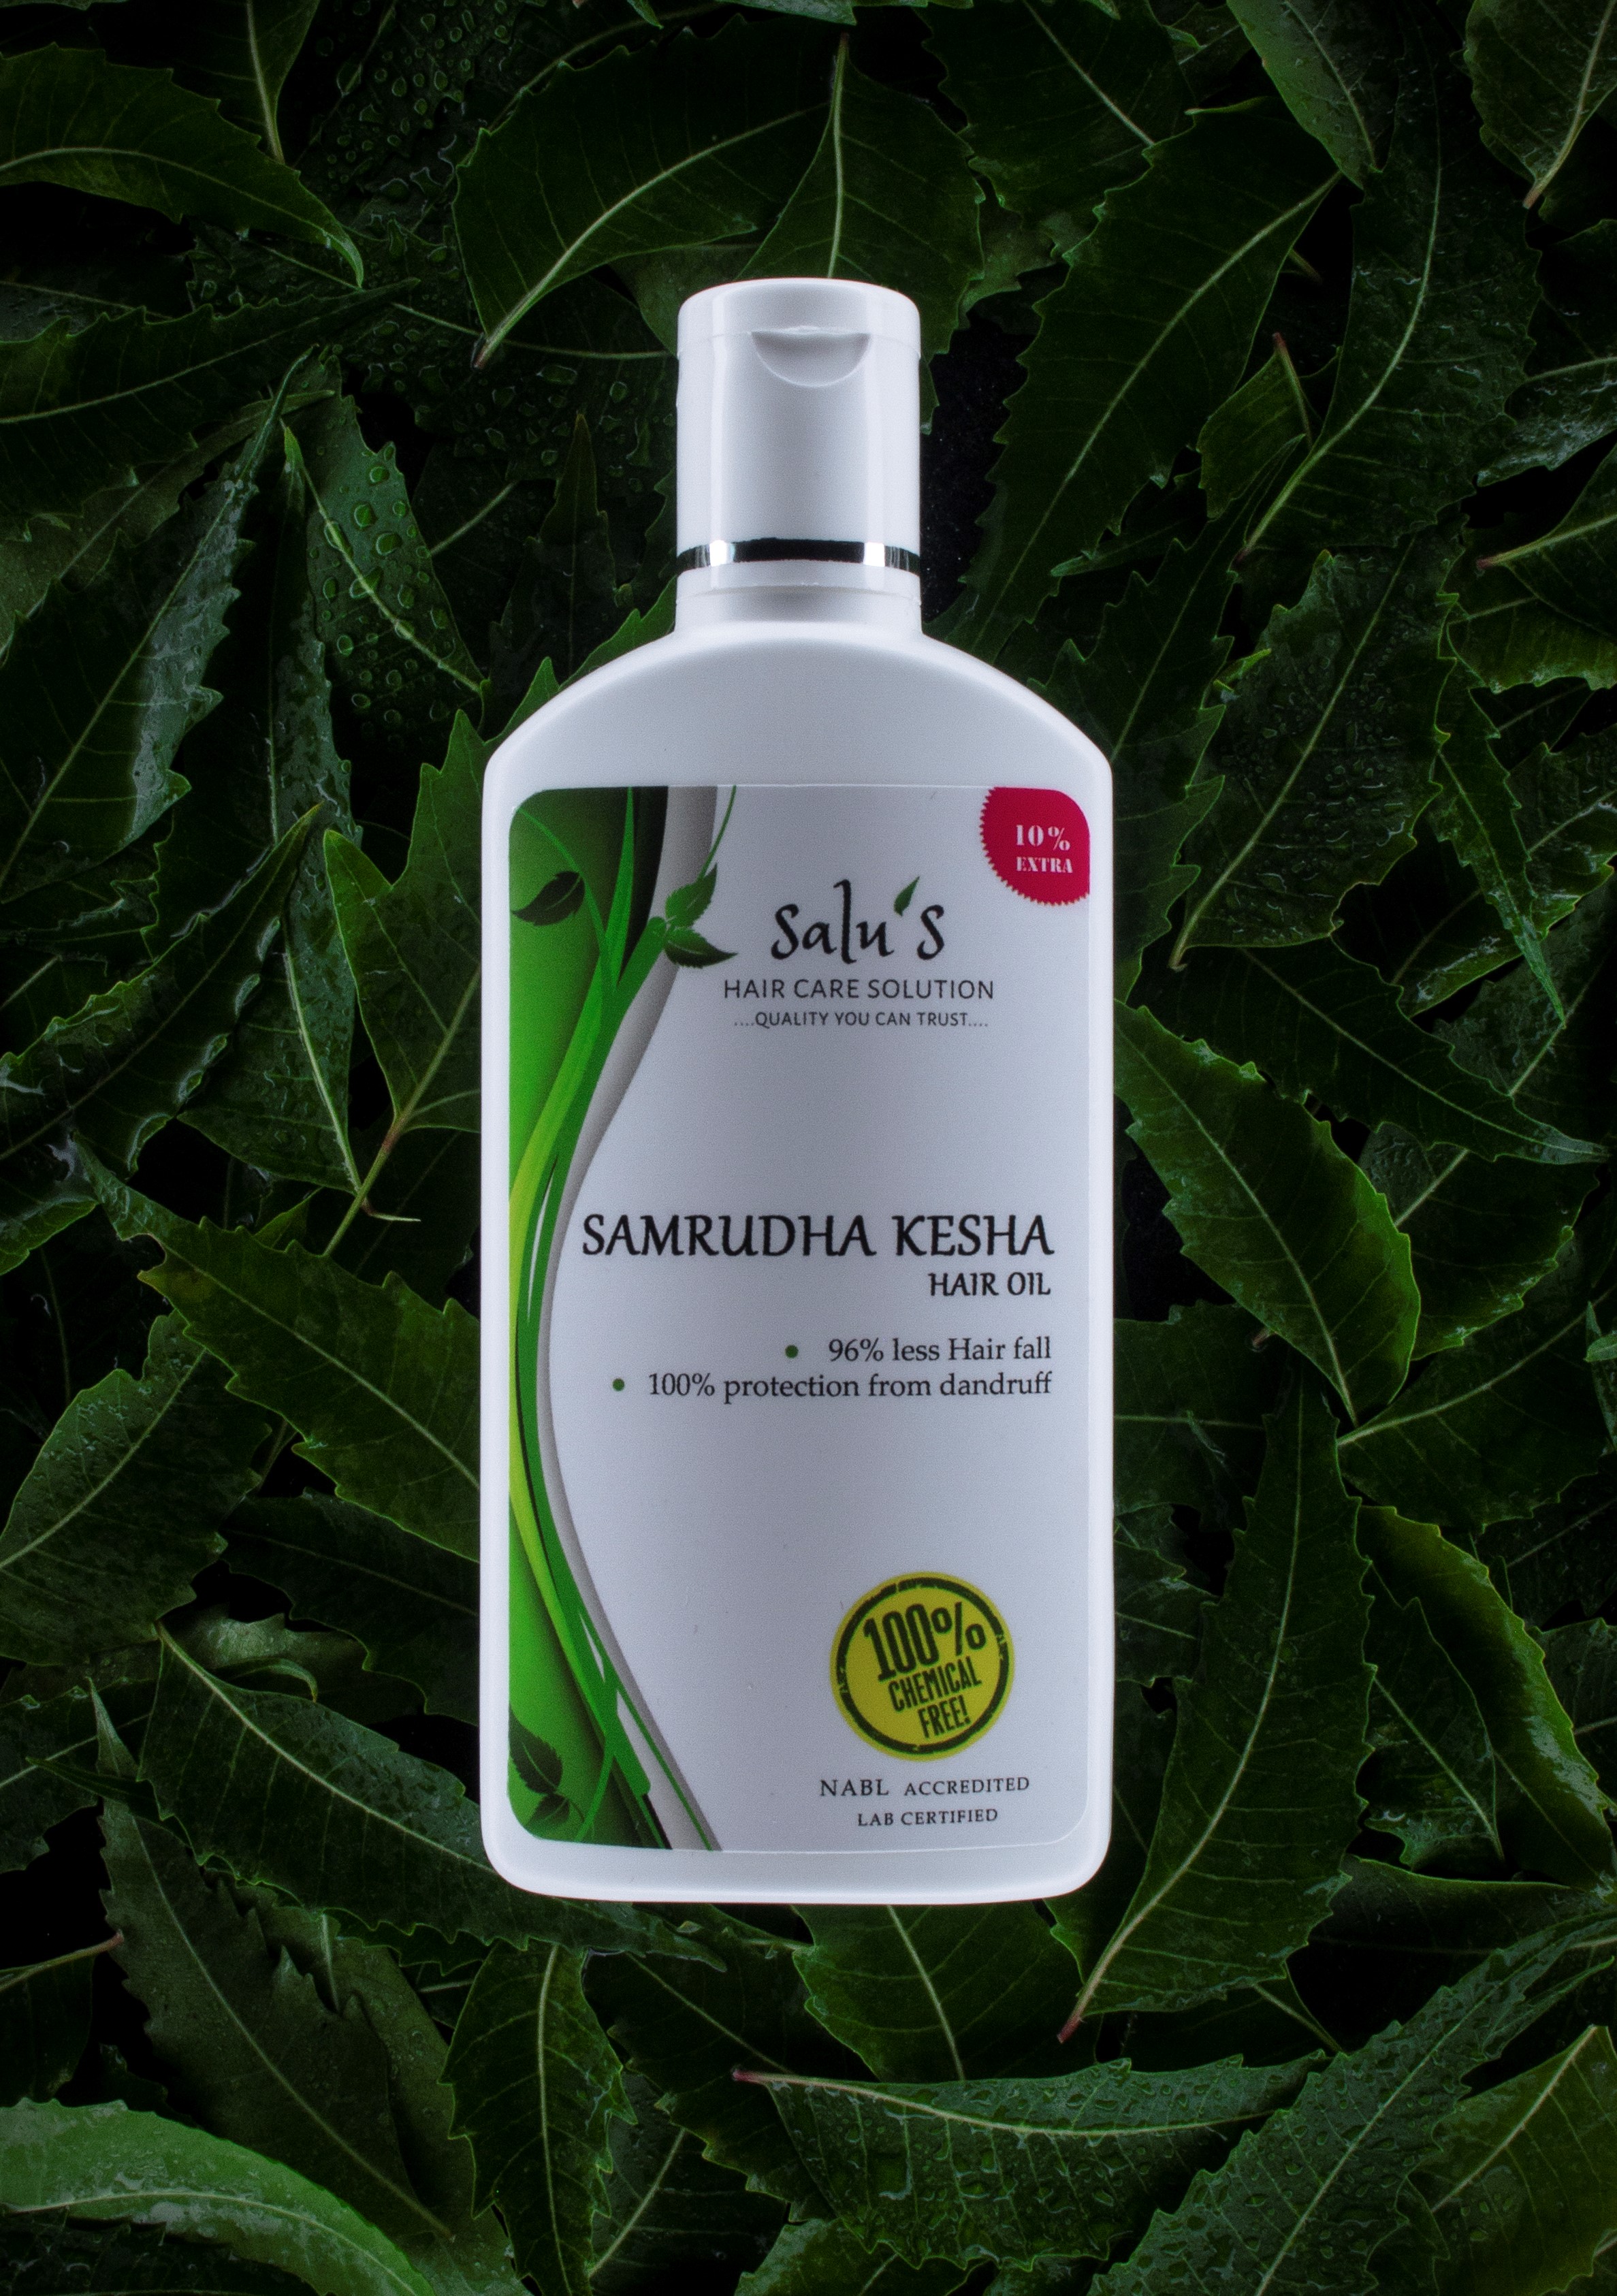 10%
EXTRA
salu's
HAIR CARE SOLUTION
....QUALITY YOU CAN TRUST....
SAMRUDHA KESHA
HAIR OIL
• 96% less Hair fall
• 100% protection from dandruff
100%
CHEMICAL
FREE!
NABL ACCREDITED
LAB CERTIFIED